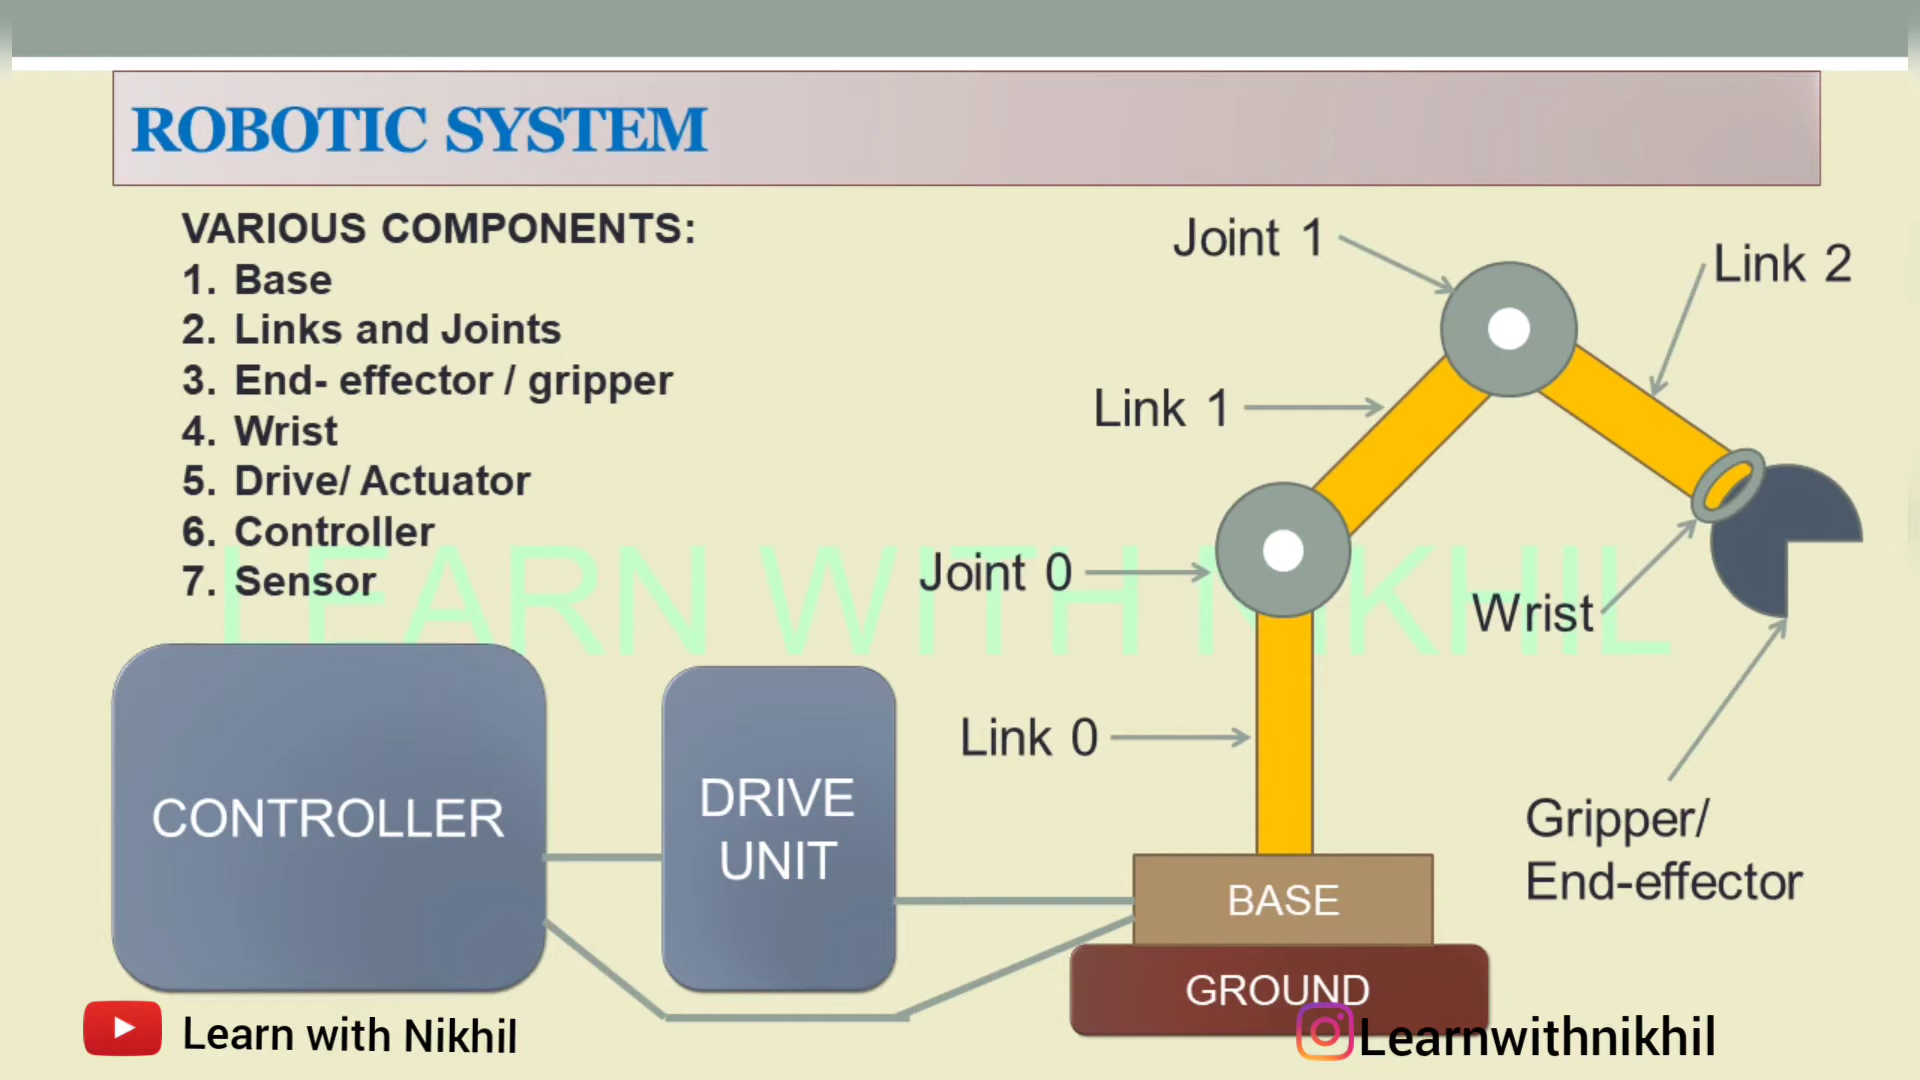 ROBOTIC SYSTEM
VARIOUS COMPONENTS:
1. Base
2. Links and Joints
3. End- effector / gripper
4. Wrist
5. Drive/ Actuator
6. Controller
7. Sensor
Joint 1
Link 2
Link 1
Joint 0
Wrist
Link 0
Gripper/
End-effector
LEARN WITH NIKHIL
CONTROLLER
DRIVE
UNIT
BASE
GROUND
Learn with Nikhil
Learnwithnikhil